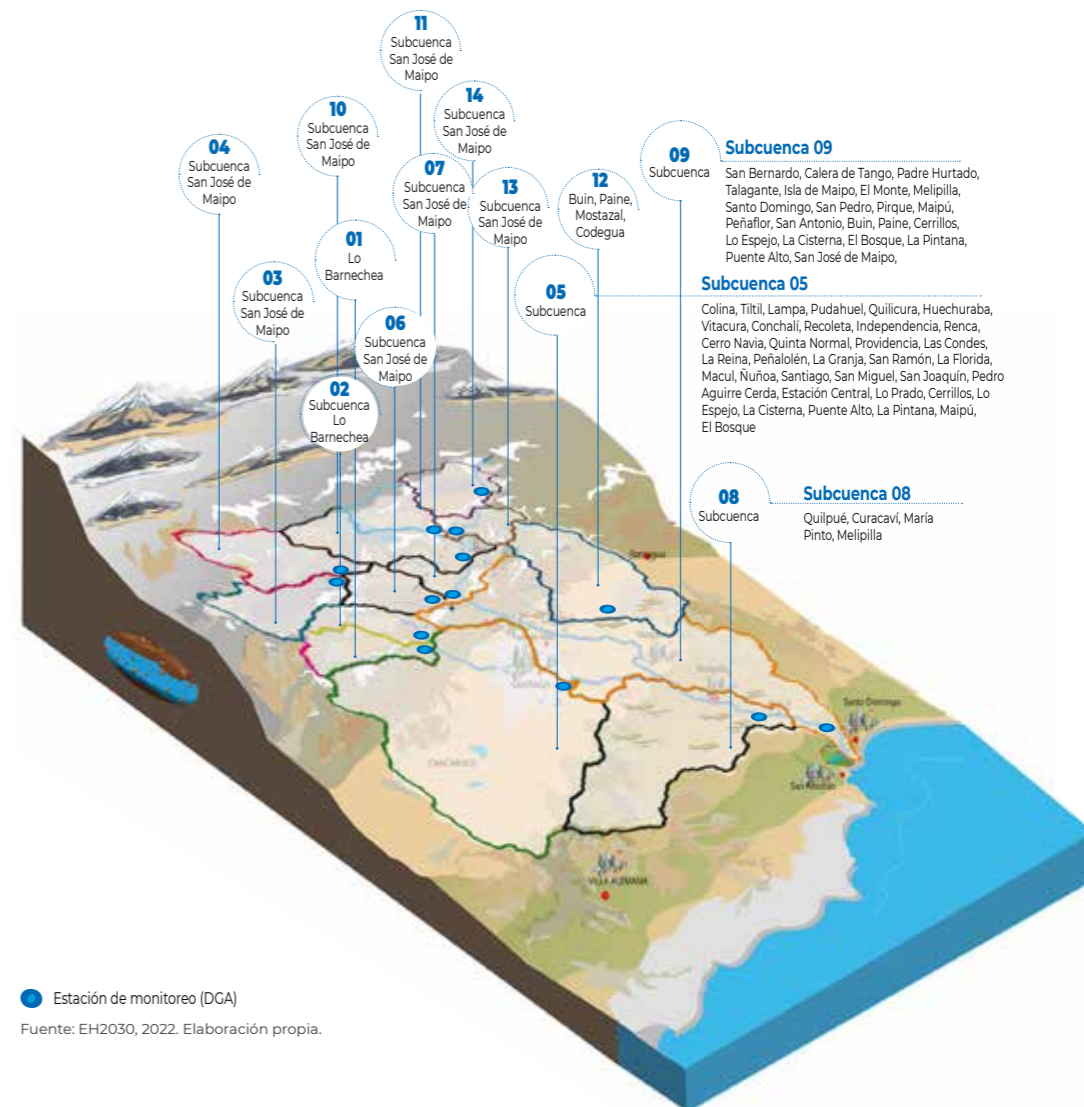 11
Subcuenca
San José de
Maipo
14
Subcuenca
San José de
Maipo
10
Subcuenca
San José de
Maipo
04
Subcuenca
San José de
Maipo
07
Subcuenca
San José de
Maipo
13
Subcuenca
San José de
Maipo
12
Buin, Paine,
Mostazal,
Codegua
09
Subcuenca
Subcuenca 09
San Bernardo, Calera de Tango, Padre Hurtado,
Talagante, Isla de Maipo, El Monte, Melipilla,
Santo Domingo, San Pedro, Pirque, Maipú,
Peñaflor, San Antonio, Buin, Paine, Cerrillos,
Lo Espejo, La Cisterna, El Bosque, La Pintana,
Puente Alto, San José de Maipo,
01
Lo
Barnechea
03
Subcuenca
San José de
Maipo
05
Subcuenca
Subcuenca 05
Colina, Tiltil, Lampa, Pudahuel, Quilicura, Huechuraba,
Vitacura, Conchalí, Recoleta, Independencia, Renca,
Cerro Navia, Quinta Normal, Providencia, Las Condes,
La Reina, Peñalolén, La Granja, San Ramón, La Florida,
Macul, Ñuñoa, Santiago, San Miguel, San Joaquín, Pedro
Aguirre Cerda, Estación Central, Lo Prado, Cerrillos, Lo
Espejo, La Cisterna, Puente Alto, La Pintana, Maipú,
El Bosque
06
Subcuenca
San José de
Maipo
02
Subcuenca
Lo
Barnechea
08
Subcuenca
Subcuenca 08
Quilpué, Curacaví, María
Pinto, Melipilla
Rancagua
SANTIAGO
Santo Domingo
CHACABUCO
San Antonio
VILLA ALEMANA
Estación de monitoreo (DGA)
Fuente: EH2030, 2022. Elaboración propia.